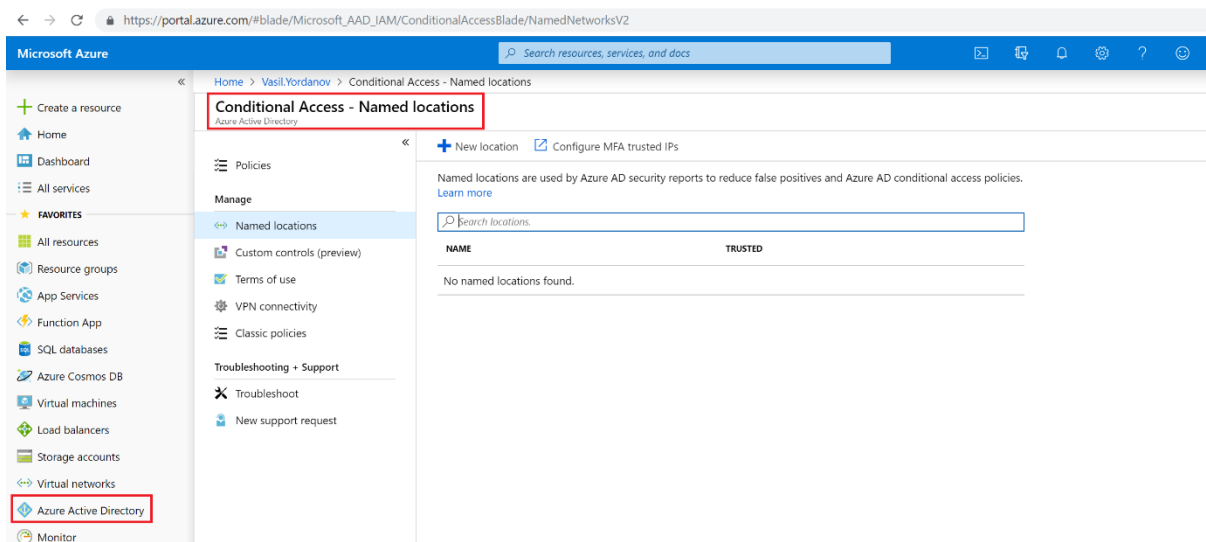 https://portal.azure.com/#blade/Microsoft_AAD_IAM/ConditionalAccessBlade/NamedNetworksV2
Microsoft Azure
Search resources, services, and docs
Create a resource
Home
Dashboard
All services
FAVORITES
All resources
Resource groups
App Services
Function App
SQL databases
Azure Cosmos DB
Virtual machines
Load balancers
Storage accounts
Virtual networks
Azure Active Directory
Monitor
Home > Vasil.Yordanov > Conditional Access - Named locations
Conditional Access - Named locations
Azure Active Directory
Policies
Manage
Named locations
Custom controls (preview)
Terms of use
VPN connectivity
Classic policies
Troubleshooting + Support
Troubleshoot
New support request
New location Configure MFA trusted IPs
Named locations are used by Azure AD security reports to reduce false positives and Azure AD conditional access policies.
Learn more
Search locations.
NAME TRUSTED
No named locations found.